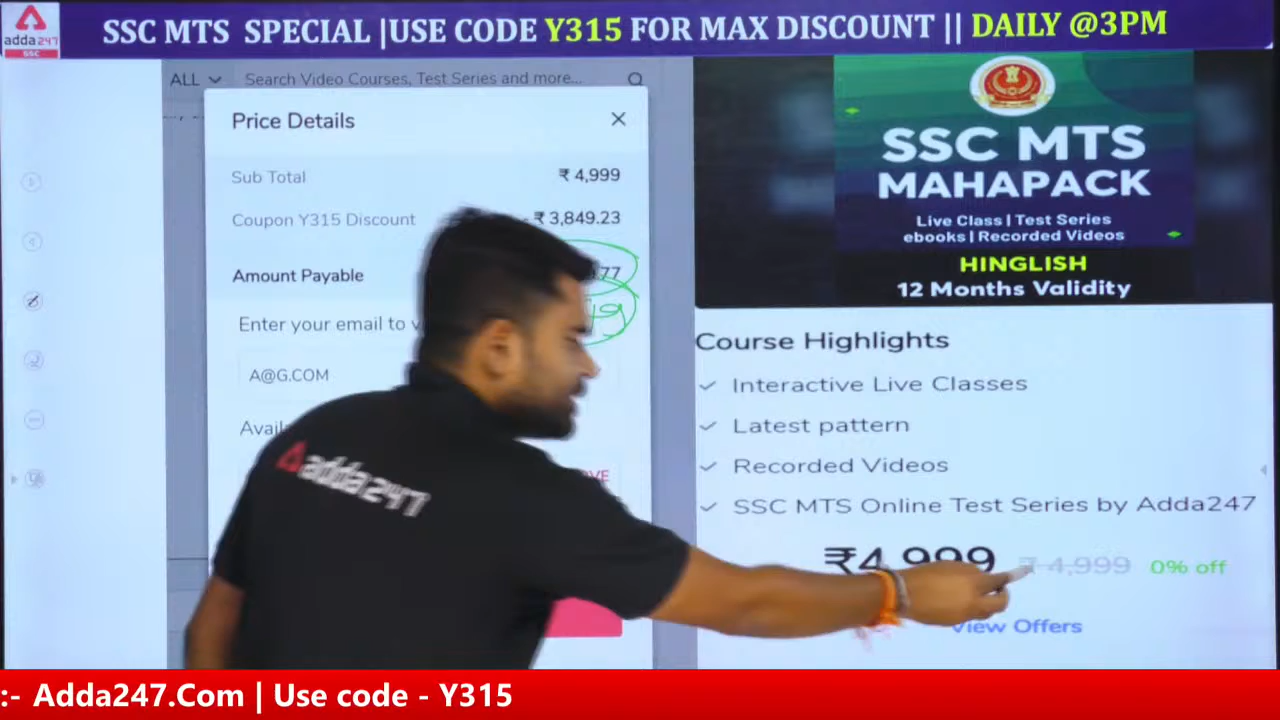 adda247
SSC
SSC MTS SPECIAL |USE CODE Y315 FOR MAX DISCOUNT || DAILY @3PM
ALL
Search Video Courses, Test Series and more...
Price Details
Sub Total
₹ 4,999
Coupon Y315 Discount
- ₹ 3,849.23
Amount Payable
.77
Enter your email to
A@G.COM
adda247
SSC MTS
MAHAPACK
Live Class | Test Series
ebooks | Recorded Videos
HINGLISH
12 Months Validity
Course Highlights
Interactive Live Classes
Latest pattern
Recorded Videos
SSC MTS Online Test Series by Adda247
₹4,999 ₹ 4,999 0% off
View Offers
:- Adda247.Com | Use code - Y315